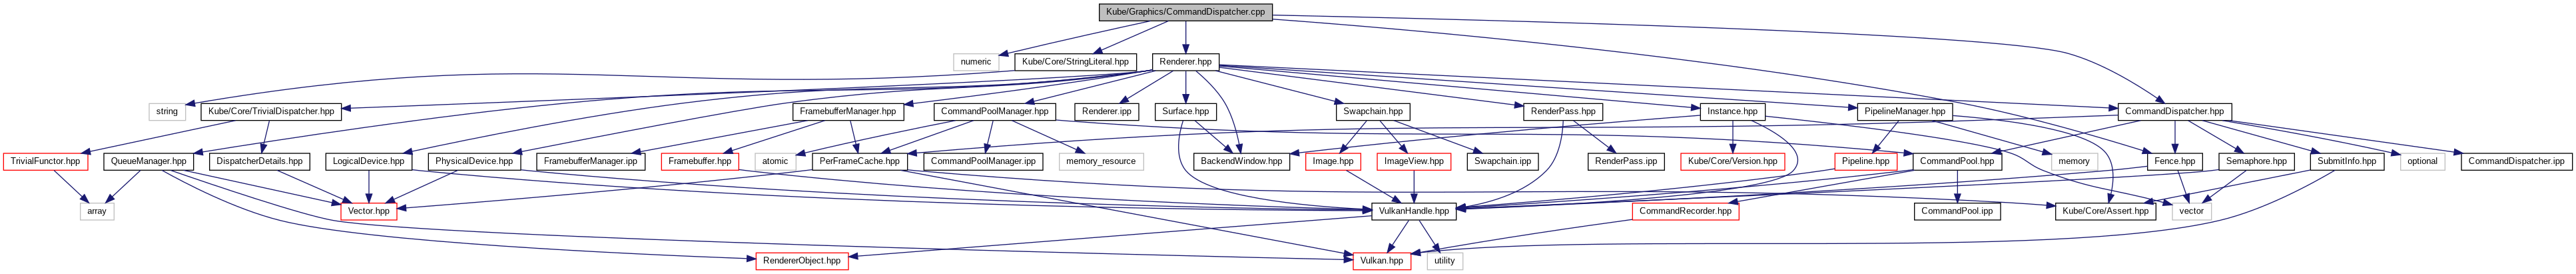 Kube/Graphics/CommandDispatcher.cpp
numeric
Kube/Core/StringLiteral.hpp
Renderer.hpp
string
Kube/Core/TrivialDispatcher.hpp
FramebufferManager.hpp
CommandPoolManager.hpp
Renderer.ipp
Surface.hpp
Swapchain.hpp
RenderPass.hpp
Instance.hpp
PipelineManager.hpp
CommandDispatcher.hpp
TrivialFunctor.hpp
QueueManager.hpp
DispatcherDetails.hpp
LogicalDevice.hpp
PhysicalDevice.hpp
FramebufferManager.ipp
Framebuffer.hpp
atomic
PerFrameCache.hpp
CommandPoolManager.ipp
memory_resource
BackendWindow.hpp
Image.hpp
ImageView.hpp
Swapchain.ipp
RenderPass.ipp
Kube/Core/Version.hpp
Pipeline.hpp
CommandPool.hpp
memory
Fence.hpp
Semaphore.hpp
SubmitInfo.hpp
optional
CommandDispatcher.ipp
array
Vector.hpp
VulkanHandle.hpp
CommandRecorder.hpp
CommandPool.ipp
Kube/Core/Assert.hpp
vector
RendererObject.hpp
Vulkan.hpp
utility